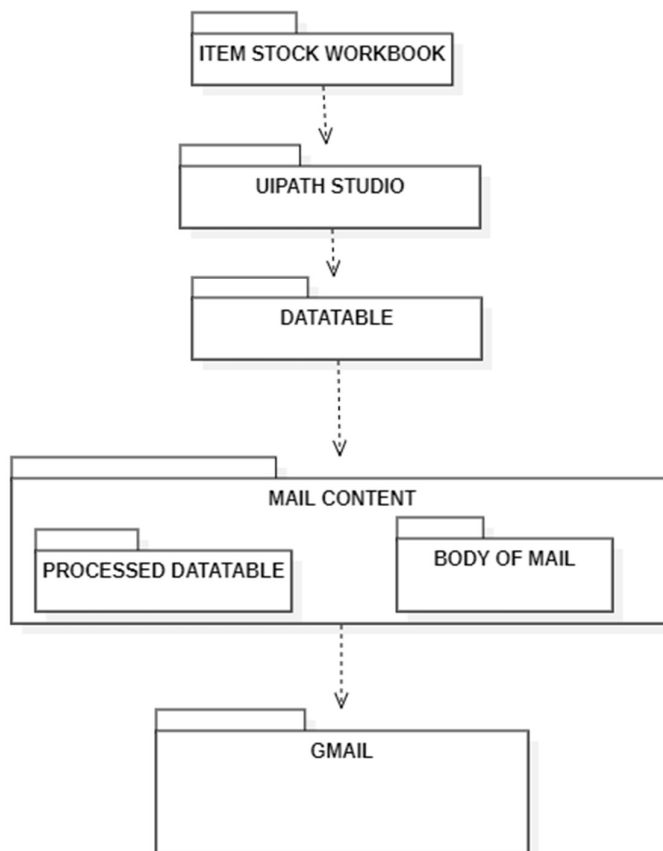 ITEM STOCK WORKBOOK
UIPATH STUDIO
DATATABLE
MAIL CONTENT
PROCESSED DATATABLE
BODY OF MAIL
GMAIL